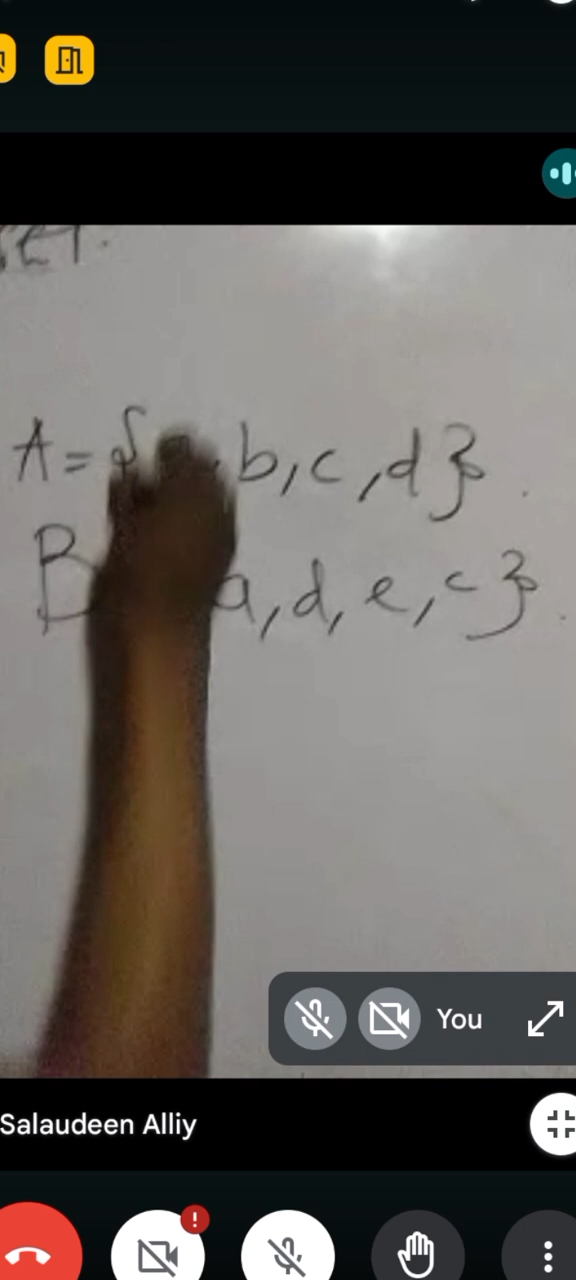 A={ , b, c, d}.
B a, d, e, c}.
You
Salaudeen Alliy
!